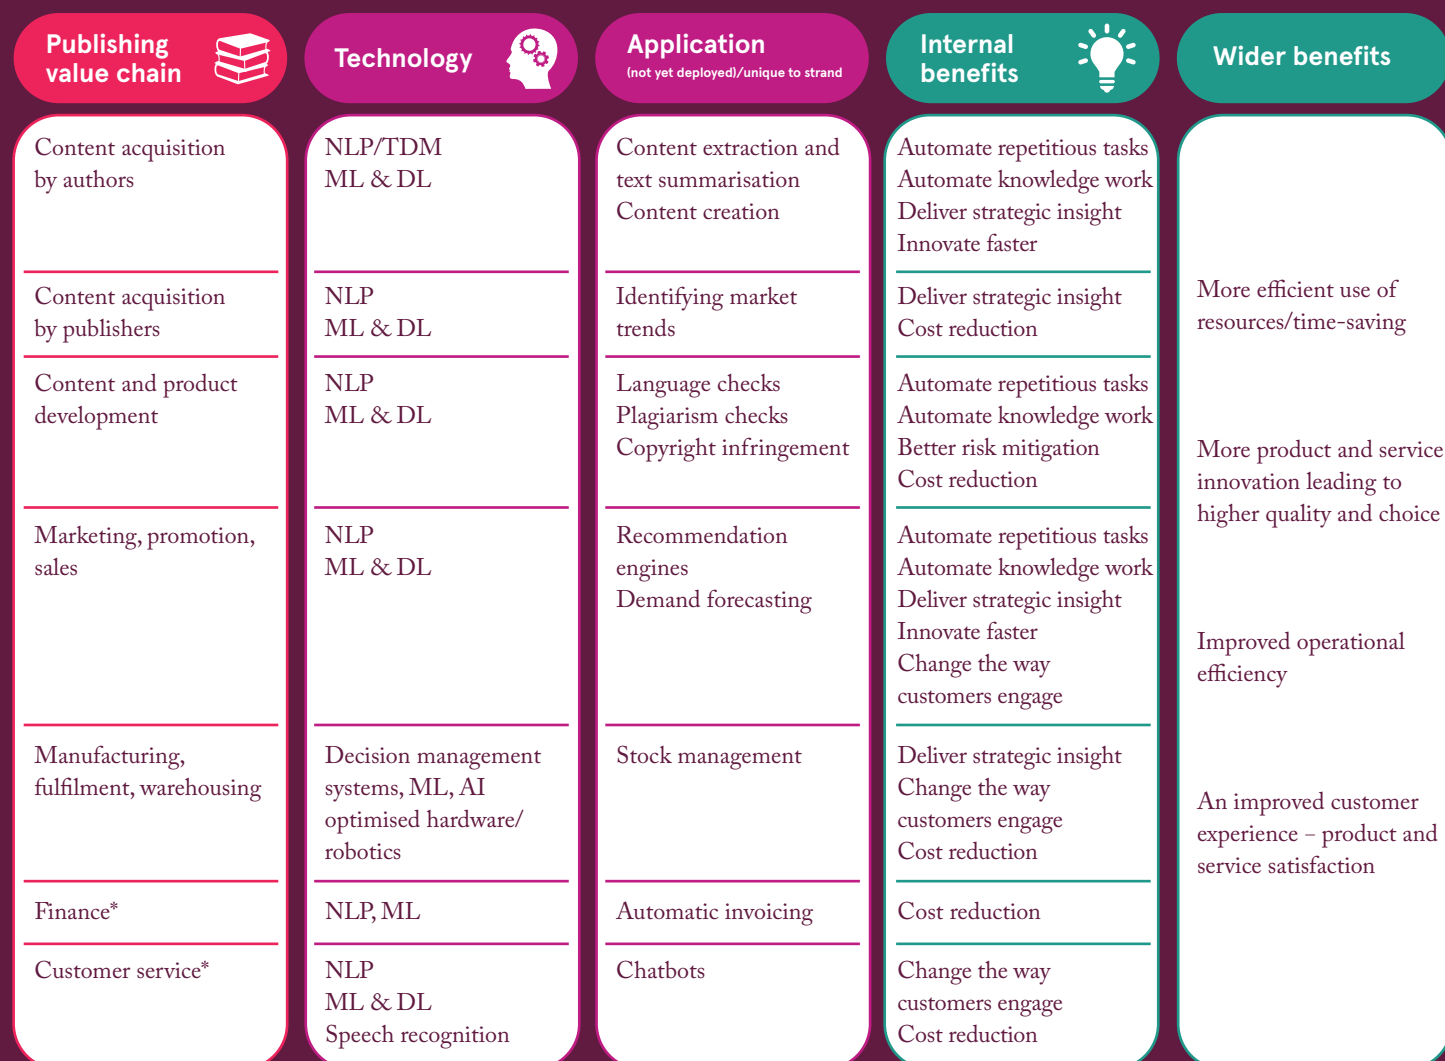 Publishing
value chain
Technology
Application
(not yet deployed)/unique to strand
Internal
benefits
Wider benefits
Content acquisition
by authors
NLP/TDM
ML & DL
Content extraction and
text summarisation
Content creation
Automate repetitious tasks
Automate knowledge work
Deliver strategic insight
Innovate faster
Content acquisition
by publishers
NLP
ML & DL
Identifying market
trends
Deliver strategic insight
Cost reduction
Content and product
development
NLP
ML & DL
Language checks
Plagiarism checks
Copyright infringement
Automate repetitious tasks
Automate knowledge work
Better risk mitigation
Cost reduction
Marketing, promotion,
sales
NLP
ML & DL
Recommendation
engines
Demand forecasting
Automate repetitious tasks
Automate knowledge work
Deliver strategic insight
Innovate faster
Change the way
customers engage
Manufacturing,
fulfilment, warehousing
Decision management
systems, ML, AI
optimised hardware/
robotics
Stock management
Deliver strategic insight
Change the way
customers engage
Cost reduction
Finance*
NLP, ML
Automatic invoicing
Cost reduction
Customer service*
NLP
ML & DL
Speech recognition
Chatbots
Change the way
customers engage
Cost reduction
More efficient use of
resources/time-saving
More product and service
innovation leading to
higher quality and choice
Improved operational
efficiency
An improved customer
experience – product and
service satisfaction